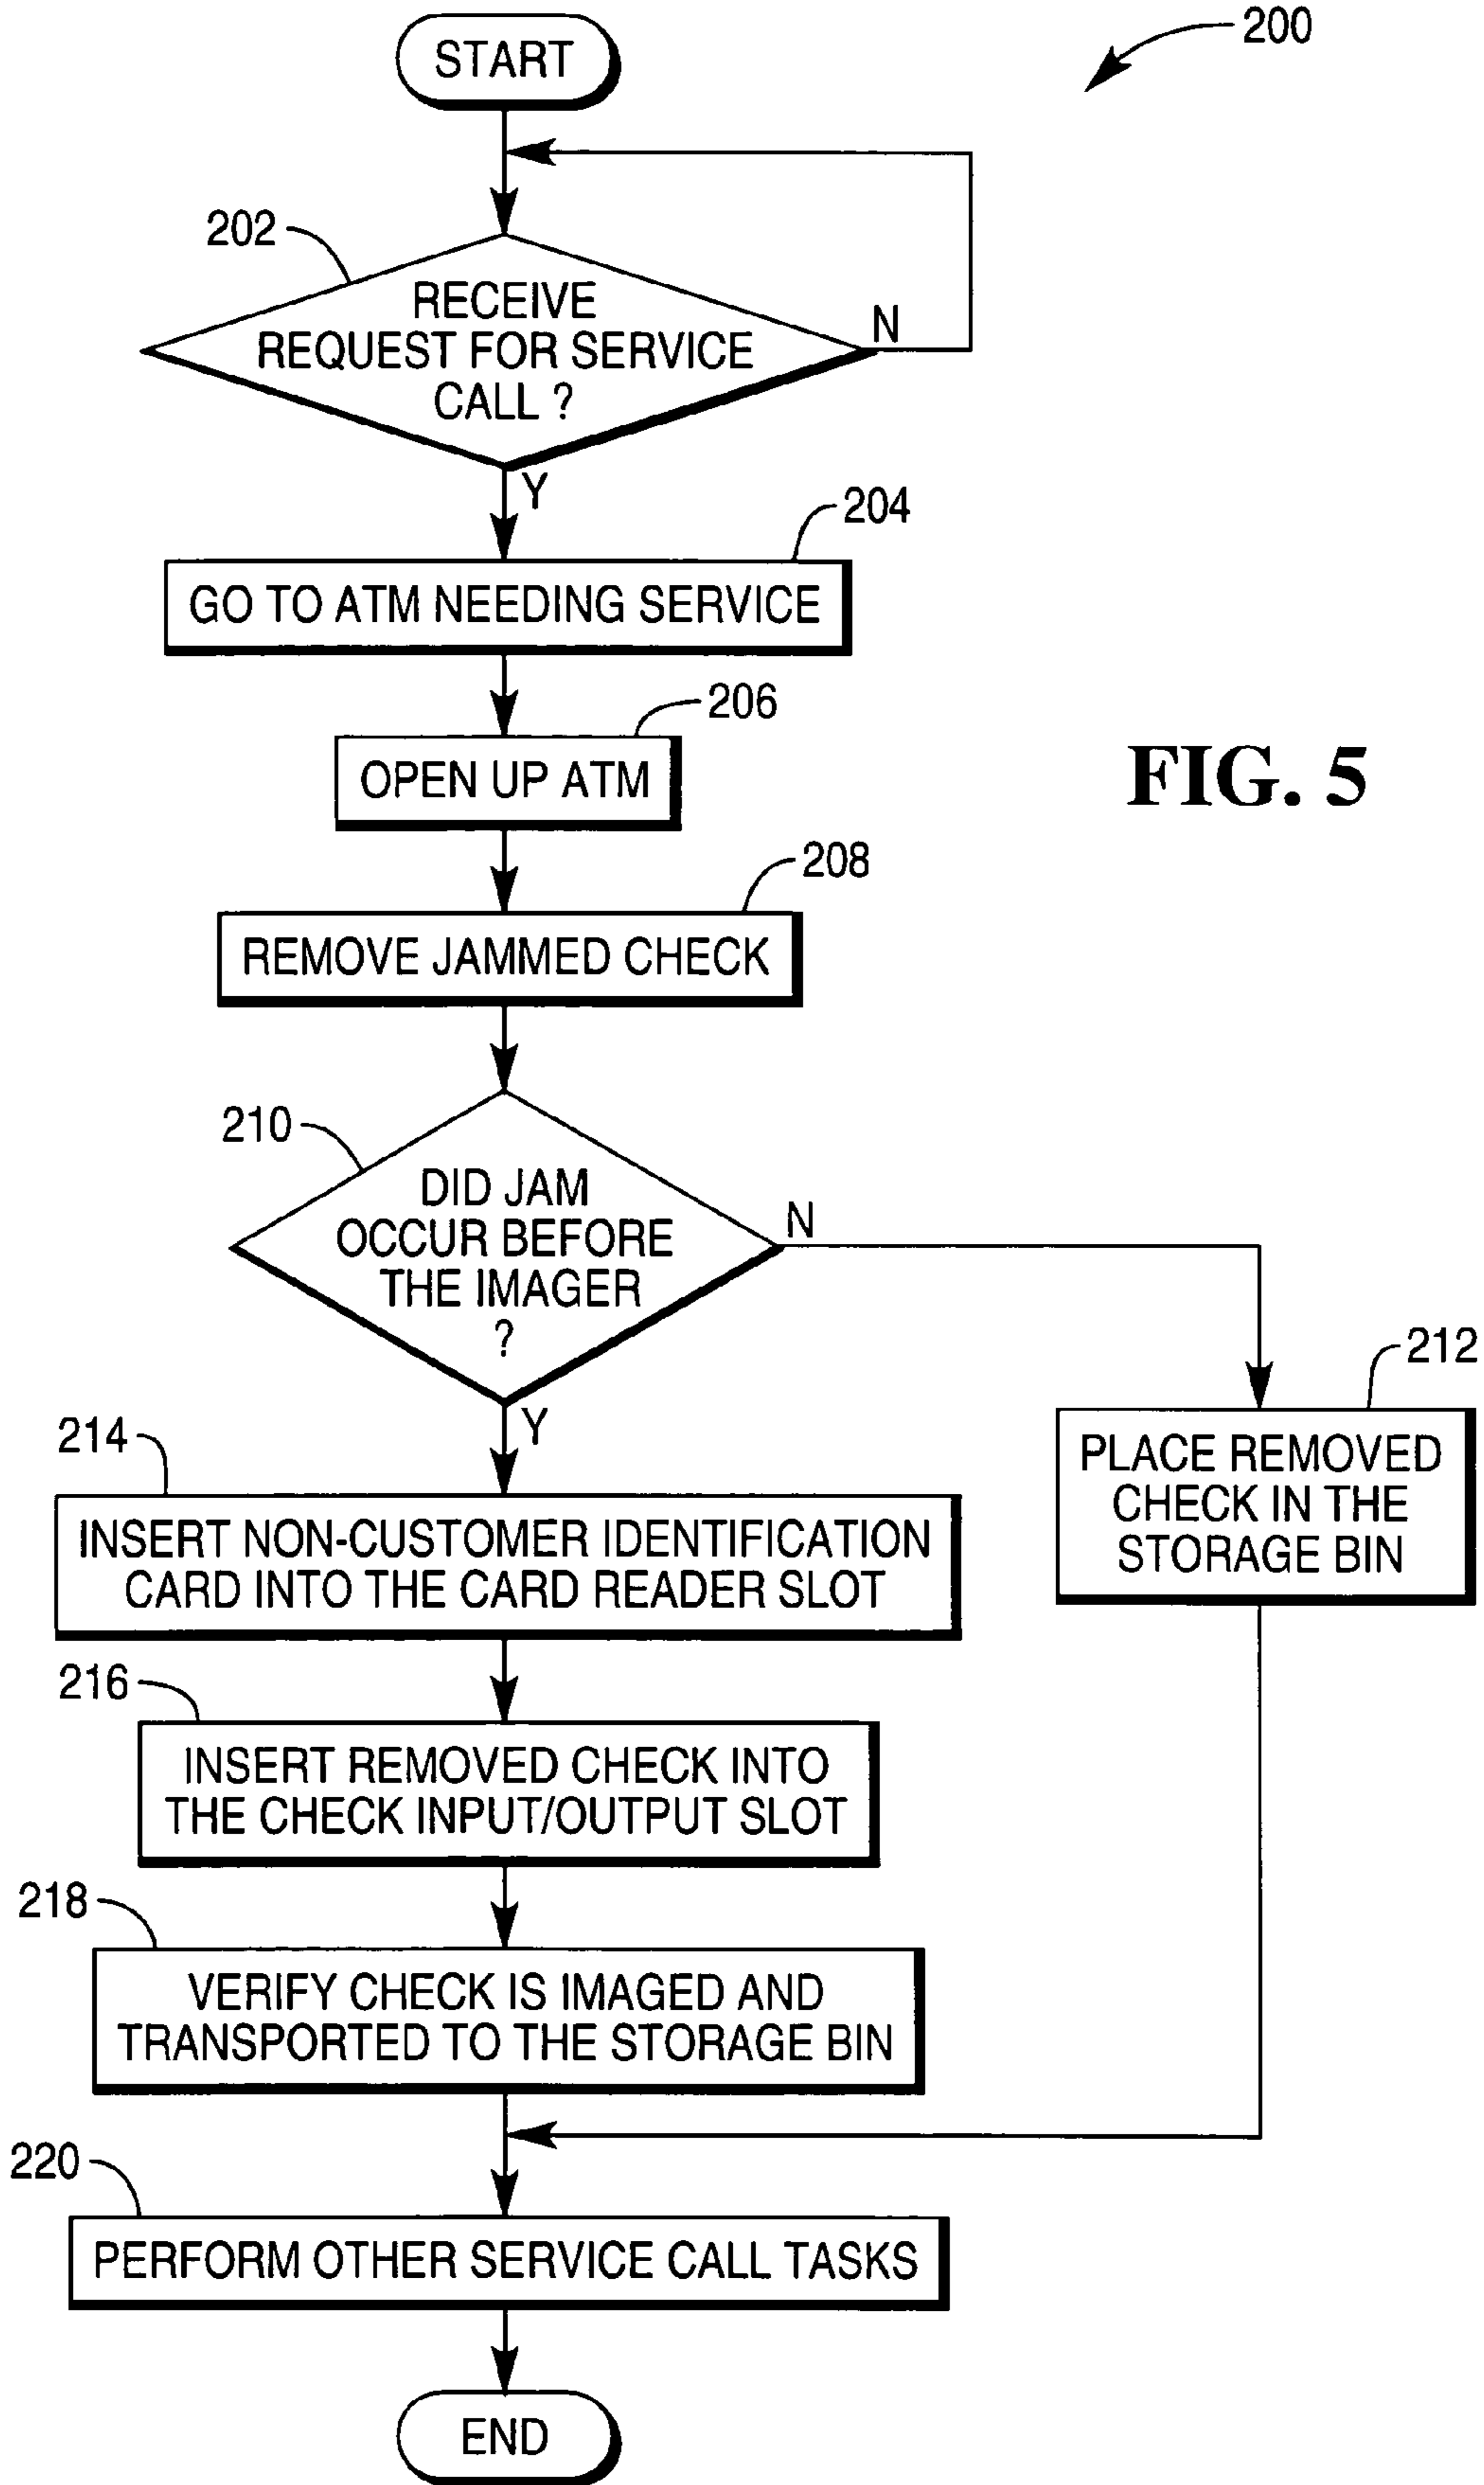 START
200
202
RECEIVE
REQUEST FOR SERVICE
CALL ?
N
Y
204
GO TO ATM NEEDING SERVICE
206
OPEN UP ATM
FIG. 5
208
REMOVE JAMMED CHECK
210
DID JAM
OCCUR BEFORE
THE IMAGER
?
N
Y
212
PLACE REMOVED
CHECK IN THE
STORAGE BIN
214
INSERT NON-CUSTOMER IDENTIFICATION
CARD INTO THE CARD READER SLOT
216
INSERT REMOVED CHECK INTO
THE CHECK INPUT/OUTPUT SLOT
218
VERIFY CHECK IS IMAGED AND
TRANSPORTED TO THE STORAGE BIN
220
PERFORM OTHER SERVICE CALL TASKS
END